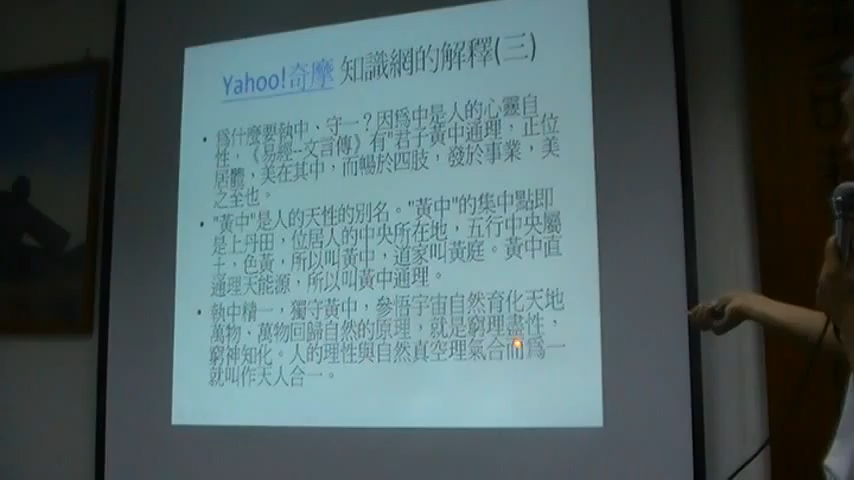 Yahoo!奇摩 知識網的解釋(三)
• 為什麼要執中、守一？因為中是人的心靈自
性，《易經--文言傳》有"君子黃中通理，正位
居體，美在其中，而暢於四肢，發於事業，美
之至也。
• "黃中"是人的天性的別名。"黃中"的集中點即
是上丹田，位居人的中央所在地，五行中央屬
土，色黃，所以叫黃中，道家叫黃庭。黃中直
通理天能源，所以叫黃中通理。
• 執中精一，獨守黃中，參悟宇宙自然育化天地
萬物、萬物回歸自然的原理，就是窮理盡性，
窮神知化。人的理性與自然真空理氣合而為一
就叫作天人合一。